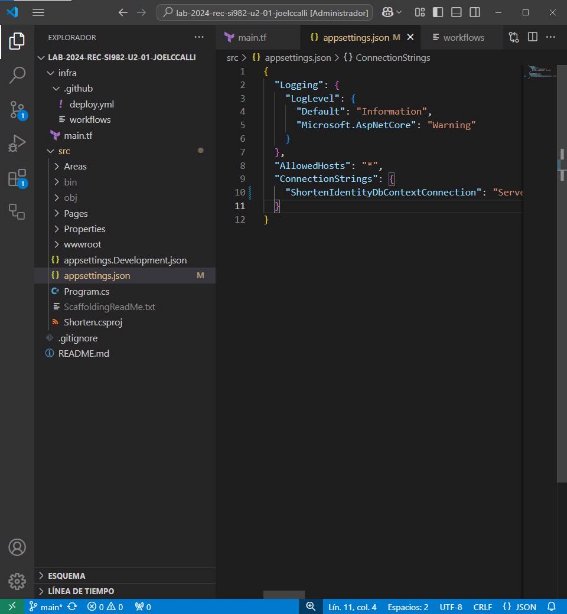 lab-2024-rec-si982-u2-01-joelccalli [Administrador]
EXPLORADOR
LAB-2024-REC-SI982-U2-01-JOELCCALLI
infra
.github
deploy.yml
workflows
main.tf
src
Areas
bin
obj
Pages
Properties
wwwroot
appsettings.Development.json
appsettings.json M
Program.cs
ScaffoldingReadMe.txt
Shorten.csproj
.gitignore
README.md
ESQUEMA
LÍNEA DE TIEMPO
main.tf appsettings.json M workflows
src > {} appsettings.json > {} ConnectionStrings
1 {
2 "Logging": {
3 "LogLevel": {
4 "Default": "Information",
5 "Microsoft.AspNetCore": "Warning"
6 }
7 },
8 "AllowedHosts": "*",
9 "ConnectionStrings": {
10 "ShortenIdentityDbContextConnection": "Serve
11 }
12 }
main* 0 0 0 Lín. 11, col. 4 Espacios: 2 UTF-8 CRLF {} JSON